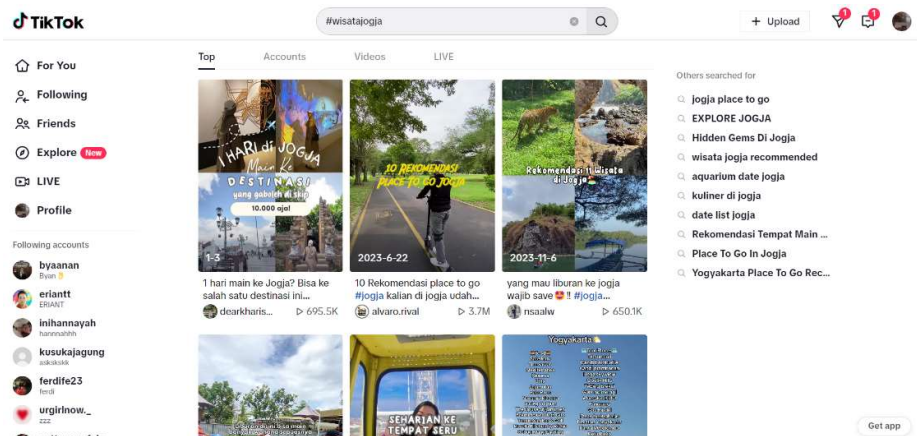 TikTok
#wisatajogja
+ Upload
1
1
For You
Following
Friends
Explore New
LIVE
Profile
Following accounts
byaanan
Byan
eriantt
ERIANT
inihannayah
hannnahhh
kusukajagung
asksksskk
ferdife23
ferdi
urgirlnow._
zzz
Top Accounts Videos LIVE
1 HARI di JOGJA
Main Ke
DESTINASI
yang gaboleh di skip
10.000 aja!
1-3
1 hari main ke Jogja? Bisa ke
salah satu destinasi ini...
dearkharis... 695.5K
10 REKOMENDASI
PLACE TO GO JOGJA
2023-6-22
10 Rekomendasi place to go
#jogja kalian di jogja udah...
alvaro.rival 3.7M
Rekomendasi 11 Wisata
di Jogja
2023-11-6
yang mau liburan ke jogja
wajib save !! #jogja...
nsaalw 650.1K
SEHARIAN KE
TEMPAT SERU
Yogyakarta
Others searched for
jogja place to go
EXPLORE JOGJA
Hidden Gems Di Jogja
wisata jogja recommended
aquarium date jogja
kuliner di jogja
date list jogja
Rekomendasi Tempat Main ...
Place To Go In Jogja
Yogyakarta Place To Go Rec...
Get app